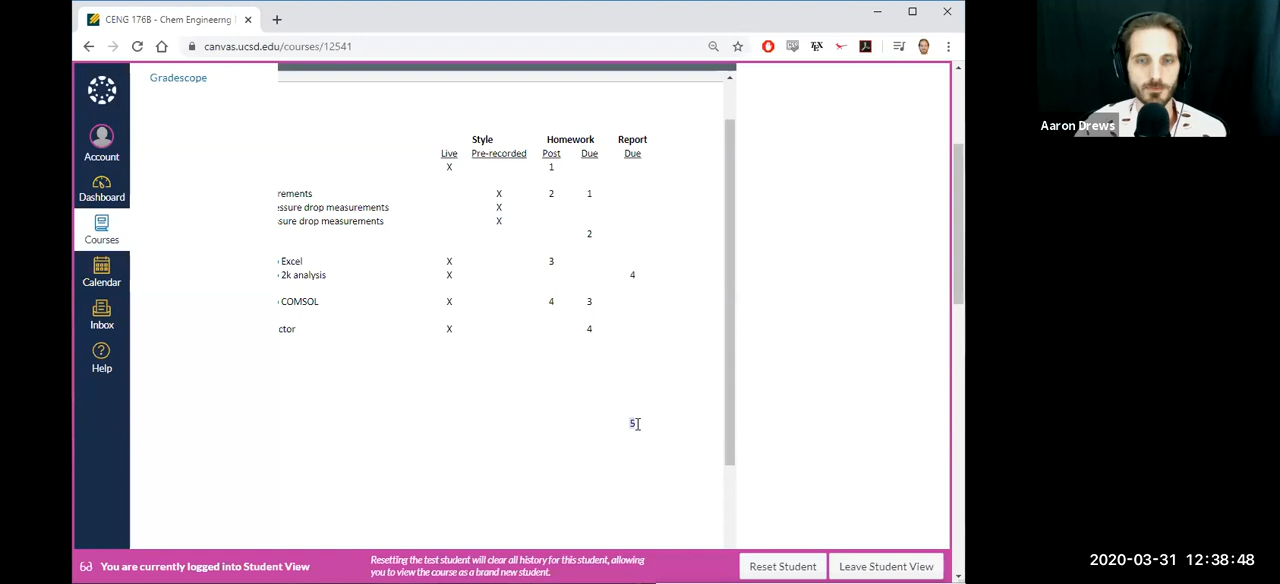 CENG 176B - Chem Engineerng
canvas.ucsd.edu/courses/12541
Gradescope
Account
Dashboard
Courses
Calendar
Inbox
Help
Style Homework Report
Live Pre-recorded Post Due Due
X 1
rements X 2 1
ssure drop measurements X
sure drop measurements X
2
Excel X 3
2k analysis X 4
COMSOL X 4 3
ctor X 4
5
You are currently logged into Student View
Resetting the test student will clear all history for this student, allowing
you to view the course as a brand new student.
Reset Student
Leave Student View
Aaron Drews
2020-03-31 12:38:48